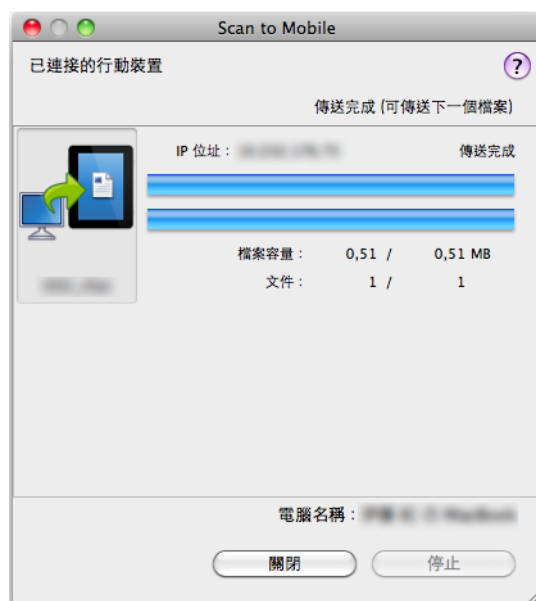 Scan to Mobile
已連接的行動裝置
?
傳送完成 (可傳送下一個檔案)
IP 位址： 傳送完成
檔案容量： 0,51 / 0,51 MB
文件： 1 / 1
電腦名稱：
關閉 停止